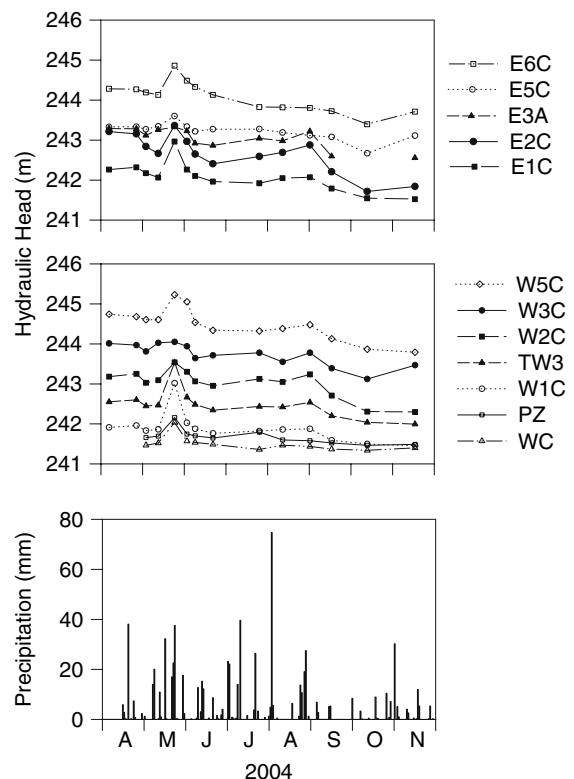 246
245
244
243
242
241
E6C
E5C
E3A
E2C
E1C
Hydraulic Head (m)
246
245
244
243
242
241
W5C
W3C
W2C
TW3
W1C
PZ
WC
80
60
40
20
0
Precipitation (mm)
A M J J A S O N
2004